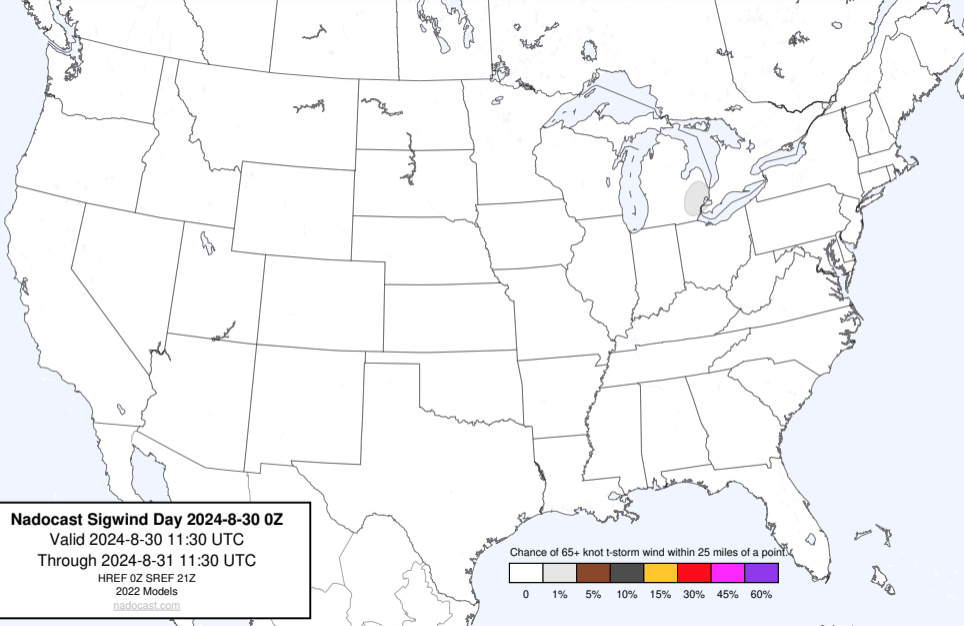 Nadocast Sigwind Day 2024-8-30 0Z
Valid 2024-8-30 11:30 UTC
Through 2024-8-31 11:30 UTC
HREF 0Z SREF 21Z
2022 Models
nadocast.com
Chance of 65+ knot t-storm wind within 25 miles of a point.
0 1% 5% 10% 15% 30% 45% 60%